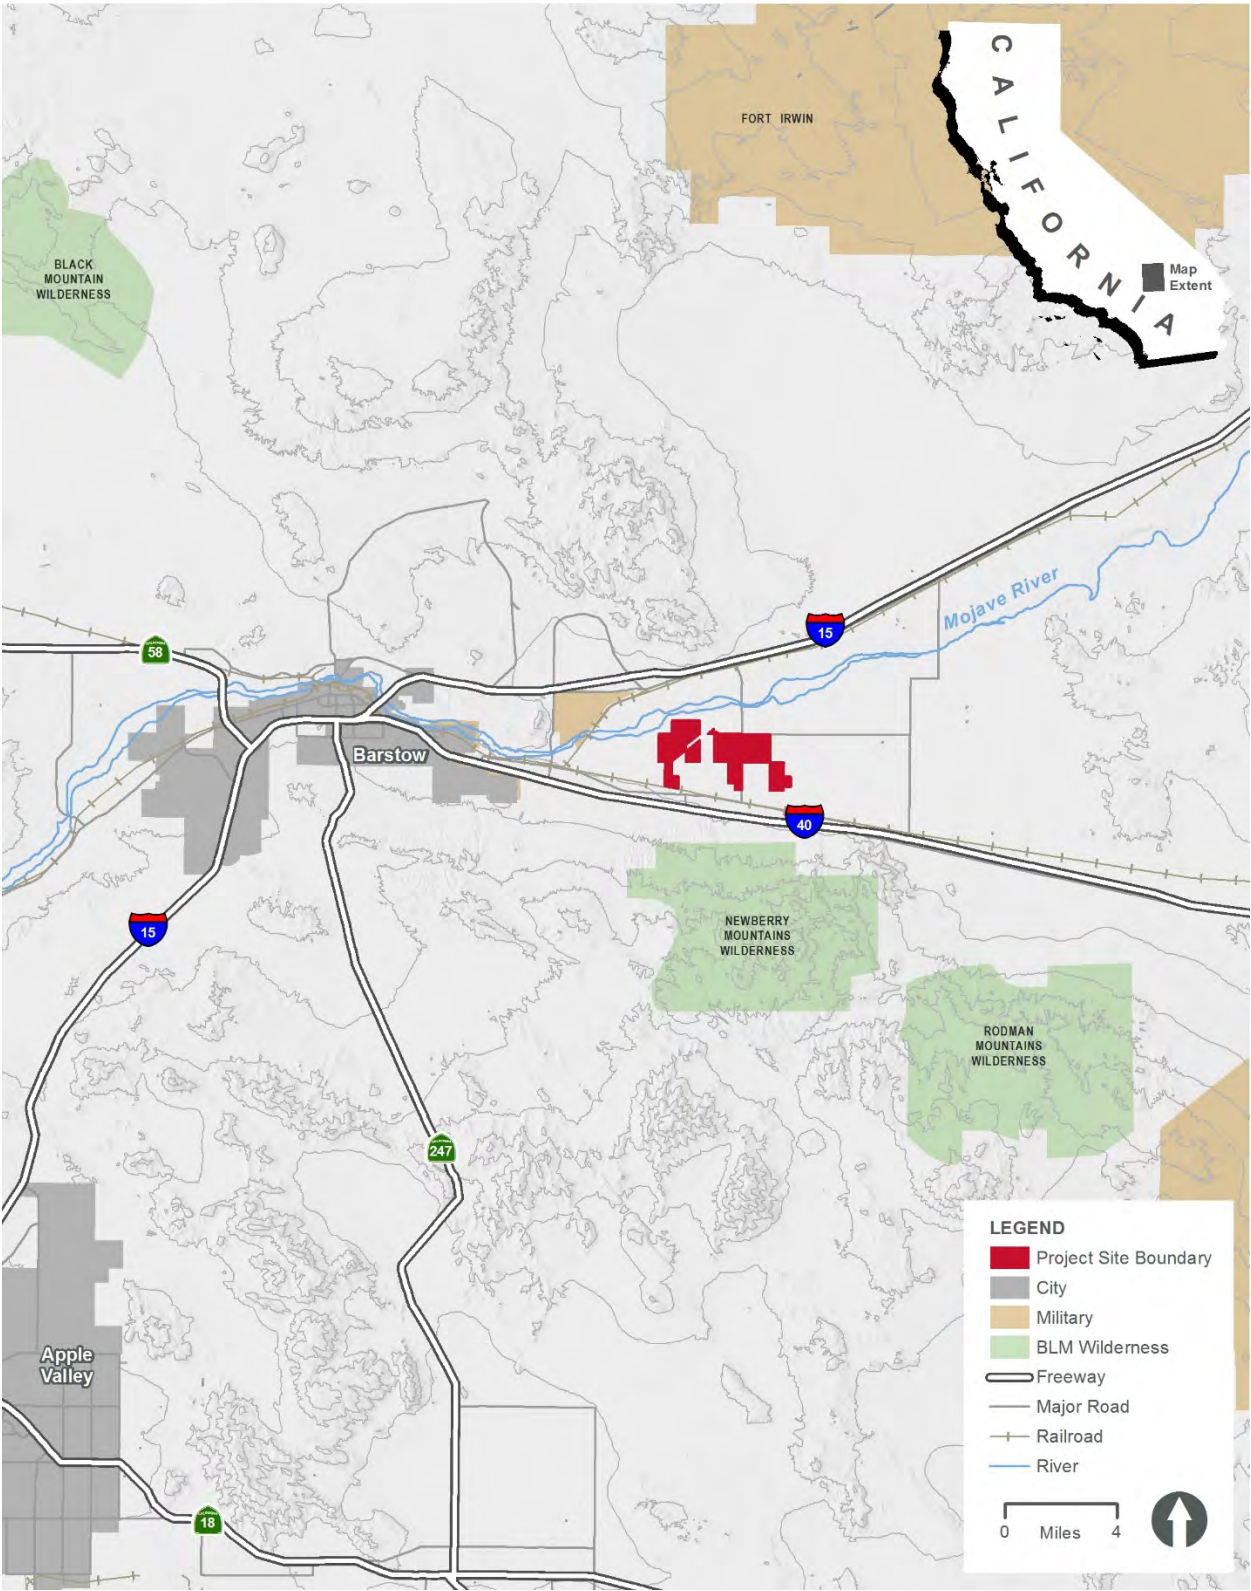 FORT IRWIN
CALIFORNIA
Map
Extent
BLACK
MOUNTAIN
WILDERNESS
Mojave River
15
58
Barstow
40
15
NEWBERRY
MOUNTAINS
WILDERNESS
RODMAN
MOUNTAINS
WILDERNESS
247
Apple
Valley
18
LEGEND
Project Site Boundary
City
Military
BLM Wilderness
Freeway
Major Road
Railroad
River
0 Miles 4